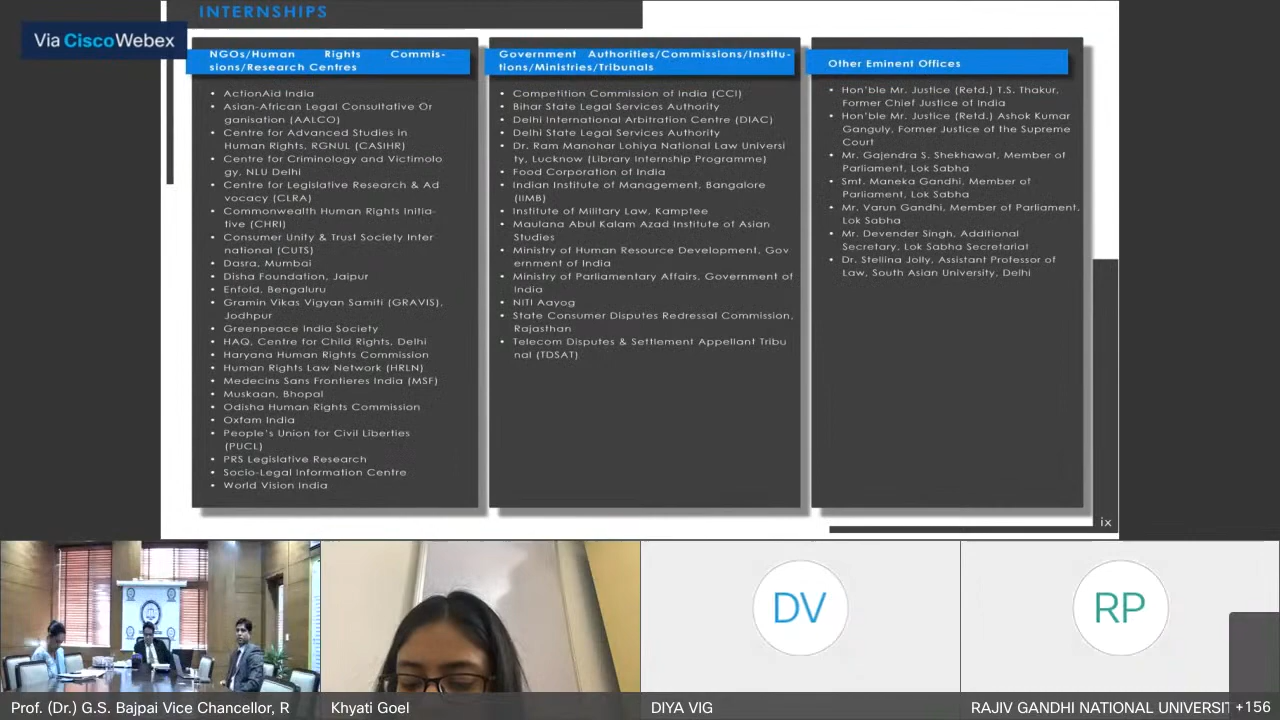 INTERNSHIPS
Via Cisco Webex
NGOs/Human Rights Commis-
sions/Research Centres
• ActionAid India
• Asian-African Legal Consultative Or
ganisation (AALCO)
• Centre for Advanced Studies in
Human Rights, RGNUL (CASIHR)
• Centre for Criminology and Victimolo
gy, NLU Delhi
• Centre for Legislative Research & Ad
vocacy (CLRA)
• Commonwealth Human Rights Initia-
tive (CHRI)
• Consumer Unity & Trust Society Inter
national (CUTS)
• Dasra, Mumbai
• Disha Foundation, Jaipur
• Enfold, Bengaluru
• Gramin Vikas Vigyan Samiti (GRAVIS),
Jodhpur
• Greenpeace India Society
• HAQ, Centre for Child Rights, Delhi
• Haryana Human Rights Commission
• Human Rights Law Network (HRLN)
• Medecins Sans Frontieres India (MSF)
• Muskaan, Bhopal
• Odisha Human Rights Commission
• Oxfam India
• People's Union for Civil Liberties
(PUCL)
• PRS Legislative Research
• Socio-Legal Information Centre
• World Vision India
Government Authorities/Commissions/Institu-
tions/Ministries/Tribunals
• Competition Commission of India (CCI)
• Bihar State Legal Services Authority
• Delhi International Arbitration Centre (DIAC)
• Delhi State Legal Services Authority
• Dr. Ram Manohar Lohiya National Law Universi
ty, Lucknow (Library Internship Programme)
• Food Corporation of India
• Indian Institute of Management, Bangalore
(IIMB)
• Institute of Military Law, Kamptee
• Maulana Abul Kalam Azad Institute of Asian
Studies
• Ministry of Human Resource Development, Gov
ernment of India
• Ministry of Parliamentary Affairs, Government of
India
• NITI Aayog
• State Consumer Disputes Redressal Commission,
Rajasthan
• Telecom Disputes & Settlement Appellant Tribu
nal (TDSAT)
Other Eminent Offices
• Hon'ble Mr. Justice (Retd.) T.S. Thakur,
Former Chief Justice of India
• Hon'ble Mr. Justice (Retd.) Ashok Kumar
Ganguly, Former Justice of the Supreme
Court
• Mr. Gajendra S. Shekhawat, Member of
Parliament, Lok Sabha
• Smt. Maneka Gandhi, Member of
Parliament, Lok Sabha
• Mr. Varun Gandhi, Member of Parliament,
Lok Sabha
• Mr. Devender Singh, Additional
Secretary, Lok Sabha Secretariat
• Dr. Stellina Jolly, Assistant Professor of
Law, South Asian University, Delhi
ix
DV
RP
Prof. (Dr.) G.S. Bajpai Vice Chancellor, R
Khyati Goel
DIYA VIG
RAJIV GANDHI NATIONAL UNIVERSIT
+156